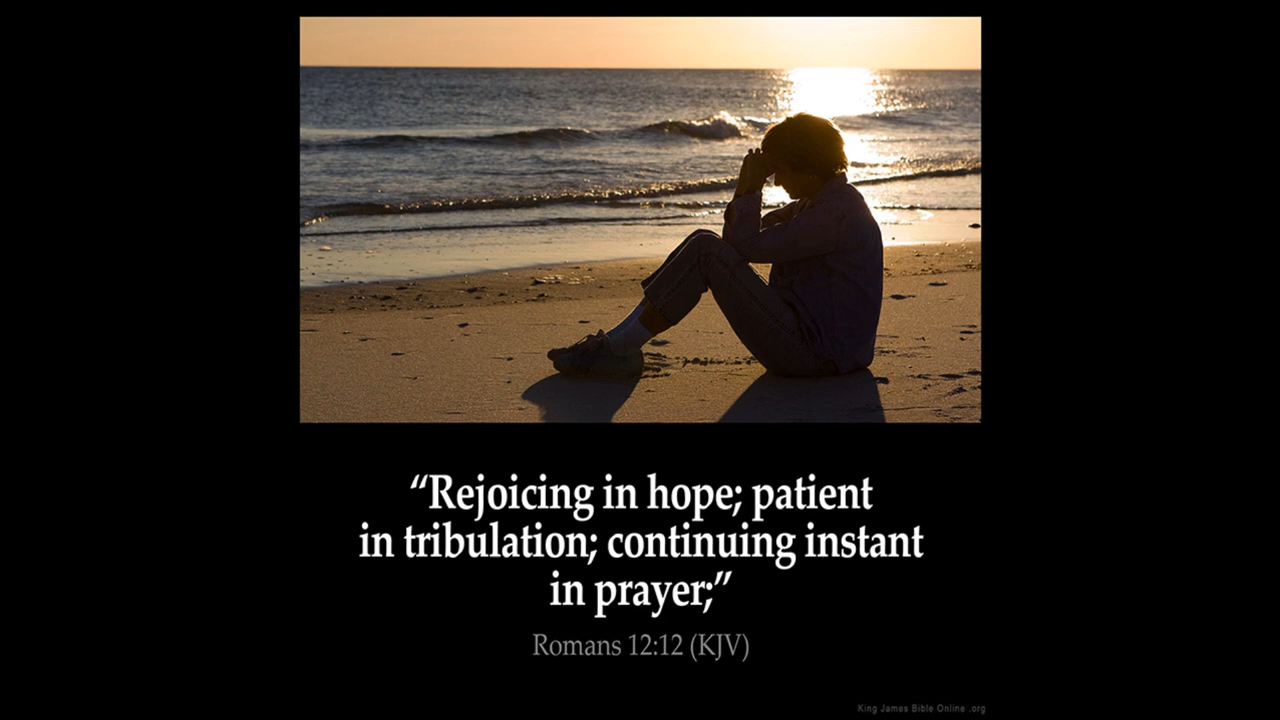 “Rejoicing in hope; patient
in tribulation; continuing instant
in prayer;”
Romans 12:12 (KJV)
King James Bible Online .org